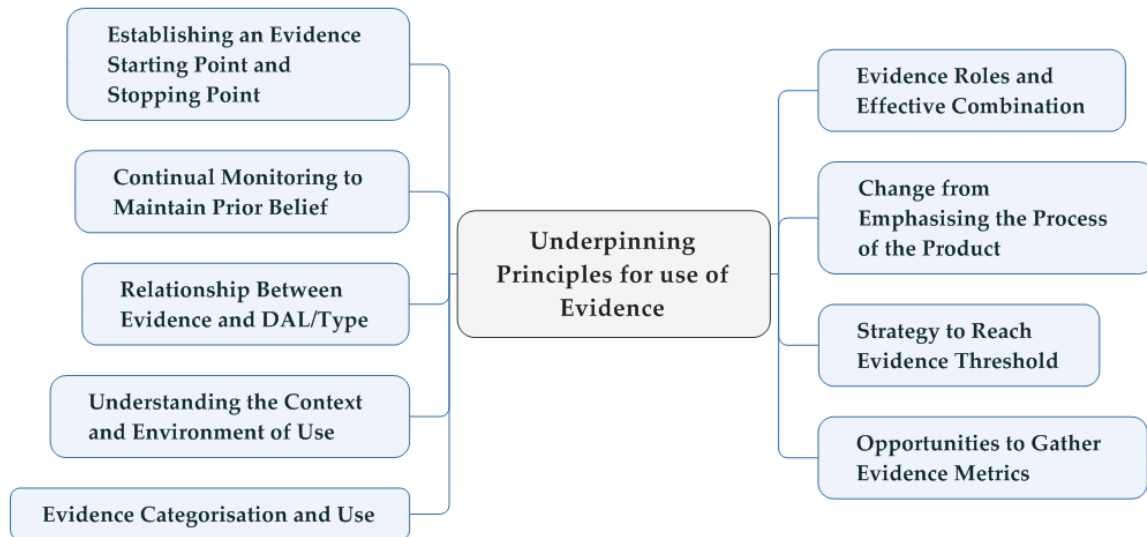 Establishing an Evidence
Starting Point and
Stopping Point
Continual Monitoring to
Maintain Prior Belief
Relationship Between
Evidence and DAL/Type
Understanding the Context
and Environment of Use
Evidence Categorisation and Use
Underpinning
Principles for use of
Evidence
Evidence Roles and
Effective Combination
Change from
Emphasising the Process
of the Product
Strategy to Reach
Evidence Threshold
Opportunities to Gather
Evidence Metrics